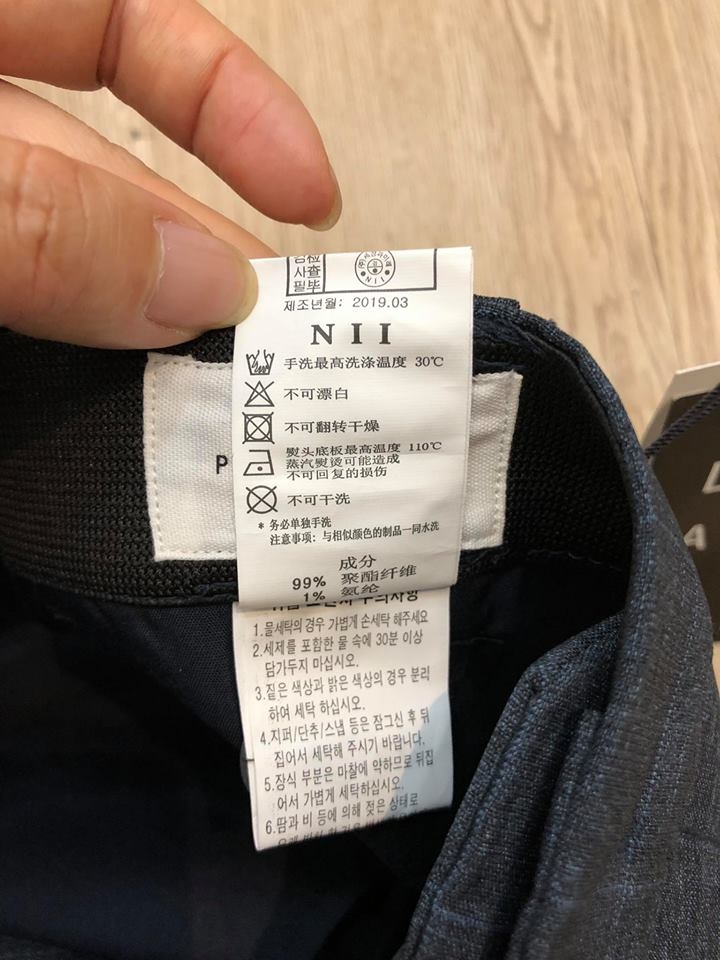 검검
사查
필毕
NII
제조년월: 2019.03
NII
手洗最高洗涤温度 30℃
不可漂白
不可翻转干燥
熨头底板最高温度 110℃
蒸汽熨烫可能造成
不可回复的损伤
不可干洗
* 务必单独手洗
注意事项: 与相似颜色的制品一同水洗
成分
99% 聚酯纤维
1% 氨纶
P
1.물세탁의 경우 가볍게 손세탁 해주세요
2.세제를 포함한 물 속에 30분 이상
담가두지 마십시오.
3.짙은 색상과 밝은 색상의 경우 분리
하여 세탁 하십시오.
4.지퍼/단추/스냅 등은 잠그신 후 뒤
집어서 세탁해 주시기 바랍니다.
5.장식 부분은 마찰에 약하므로 뒤집
어서 가볍게 세탁하십시오.
6.땀과 비 등에 의해 젖은 상태로
A